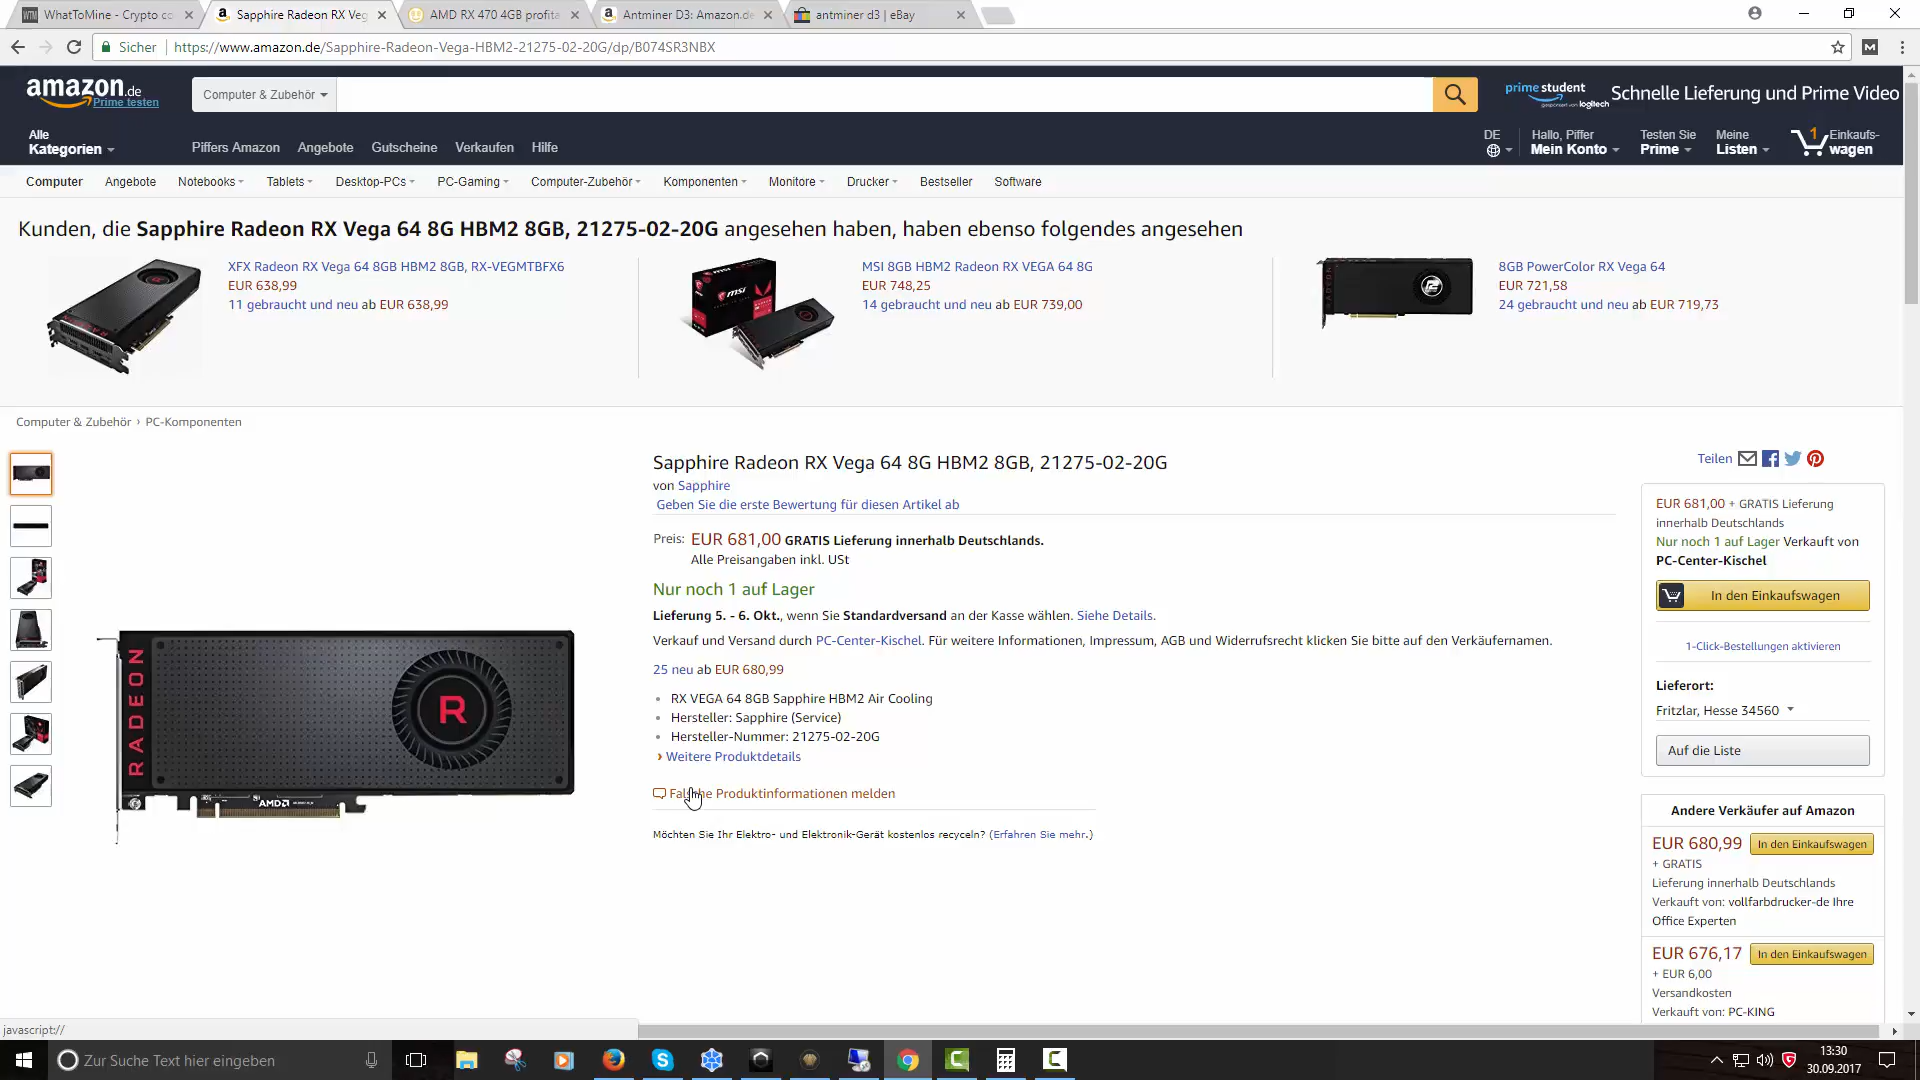 WhatToMine - Crypto co
Sapphire Radeon RX Veg
AMD RX 470 4GB profita
Antminer D3: Amazon.de
antminer d3 | eBay
Sicher
https://www.amazon.de/Sapphire-Radeon-Vega-HBM2-21275-02-20G/dp/B074SR3NBX
amazon.de
Prime testen
Computer & Zubehör
prime student
gesponsert von logitech
Schnelle Lieferung und Prime Video
Alle
Kategorien
Piffers Amazon
Angebote
Gutscheine
Verkaufen
Hilfe
DE
Hallo, Piffer
Mein Konto
Testen Sie
Prime
Meine
Listen
1
Einkaufs-
wagen
Computer
Angebote
Notebooks
Tablets
Desktop-PCs
PC-Gaming
Computer-Zubehör
Komponenten
Monitore
Drucker
Bestseller
Software
Kunden, die Sapphire Radeon RX Vega 64 8G HBM2 8GB, 21275-02-20G angesehen haben, haben ebenso folgendes angesehen
XFX Radeon RX Vega 64 8GB HBM2 8GB, RX-VEGMTBFX6
EUR 638,99
11 gebraucht und neu ab EUR 638,99
MSI 8GB HBM2 Radeon RX VEGA 64 8G
EUR 748,25
14 gebraucht und neu ab EUR 739,00
8GB PowerColor RX Vega 64
EUR 721,58
24 gebraucht und neu ab EUR 719,73
Computer & Zubehör › PC-Komponenten
RADEON
R
AMD
Sapphire Radeon RX Vega 64 8G HBM2 8GB, 21275-02-20G
von Sapphire
Geben Sie die erste Bewertung für diesen Artikel ab
Preis: EUR 681,00 GRATIS Lieferung innerhalb Deutschlands.
Alle Preisangaben inkl. USt
Nur noch 1 auf Lager
Lieferung 5. - 6. Okt., wenn Sie Standardversand an der Kasse wählen. Siehe Details.
Verkauf und Versand durch PC-Center-Kischel. Für weitere Informationen, Impressum, AGB und Widerrufsrecht klicken Sie bitte auf den Verkäufernamen.
25 neu ab EUR 680,99
• RX VEGA 64 8GB Sapphire HBM2 Air Cooling
• Hersteller: Sapphire (Service)
• Hersteller-Nummer: 21275-02-20G
› Weitere Produktdetails
Falsche Produktinformationen melden
Möchten Sie Ihr Elektro- und Elektronik-Gerät kostenlos recyceln? (Erfahren Sie mehr.)
Teilen
EUR 681,00 + GRATIS Lieferung
innerhalb Deutschlands
Nur noch 1 auf Lager Verkauft von
PC-Center-Kischel
In den Einkaufswagen
1-Click-Bestellungen aktivieren
Lieferort:
Fritzlar, Hesse 34560
Auf die Liste
Andere Verkäufer auf Amazon
EUR 680,99
In den Einkaufswagen
+ GRATIS
Lieferung innerhalb Deutschlands
Verkauft von: vollfarbdrucker-de Ihre
Office Experten
EUR 676,17
In den Einkaufswagen
+ EUR 6,00
Versandkosten
Verkauft von: PC-KING
javascript://
Zur Suche Text hier eingeben
13:30
30.09.2017